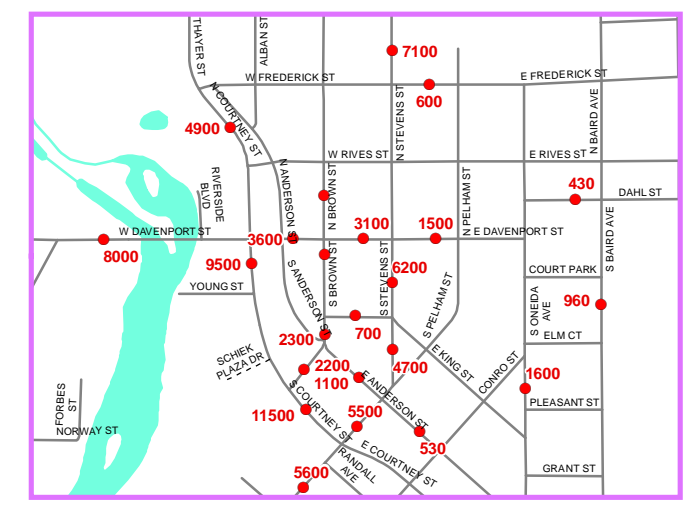 THAYER ST
ALBAN ST
7100
W FREDERICK ST
E FREDERICK ST
600
N COURTNEY ST
N STEVENS ST
N BAIRD AVE
4900
W RIVES ST
E RIVES ST
RIVERSIDE
BLVD
N ANDERSON ST
N BROWN ST
N PELHAM ST
430
DAHL ST
W DAVENPORT ST
3600
3100
1500
N E DAVENPORT ST
8000
9500
S ANDERSON ST
S BROWN ST
S STEVENS ST
6200
S PELHAM ST
COURT PARK
S BAIRD AVE
YOUNG ST
S ONEIDA
AVE
960
700
2300
ELM CT
SCHIEK
PLAZA DR
2200
1100
4700
E KING ST
CONRO ST
1600
FORBES
ST
NORWAY ST
S COURTNEY ST
E ANDERSON ST
PLEASANT ST
11500
5500
530
E COURTNEY ST
RANDALL
AVE
5600
GRANT ST